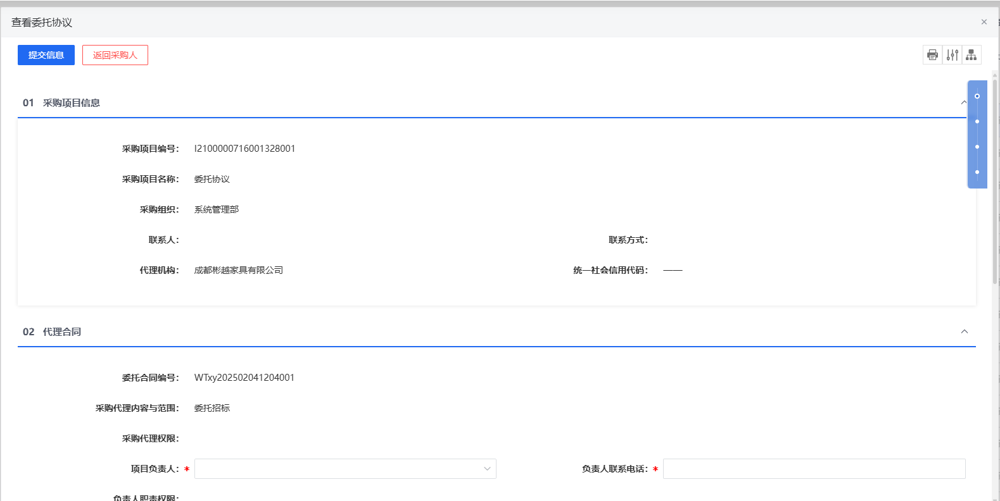 查看委托协议
提交信息 返回采购人
01 采购项目信息
采购项目编号： I2100000716001328001
采购项目名称： 委托协议
采购组织： 系统管理部
联系人： 联系方式：
代理机构： 成都彬越家具有限公司 统一社会信用代码： ——
02 代理合同
委托合同编号： WTxy202502041204001
采购代理内容与范围： 委托招标
采购代理权限：
项目负责人：* 负责人联系电话：*
负责人职责权限：